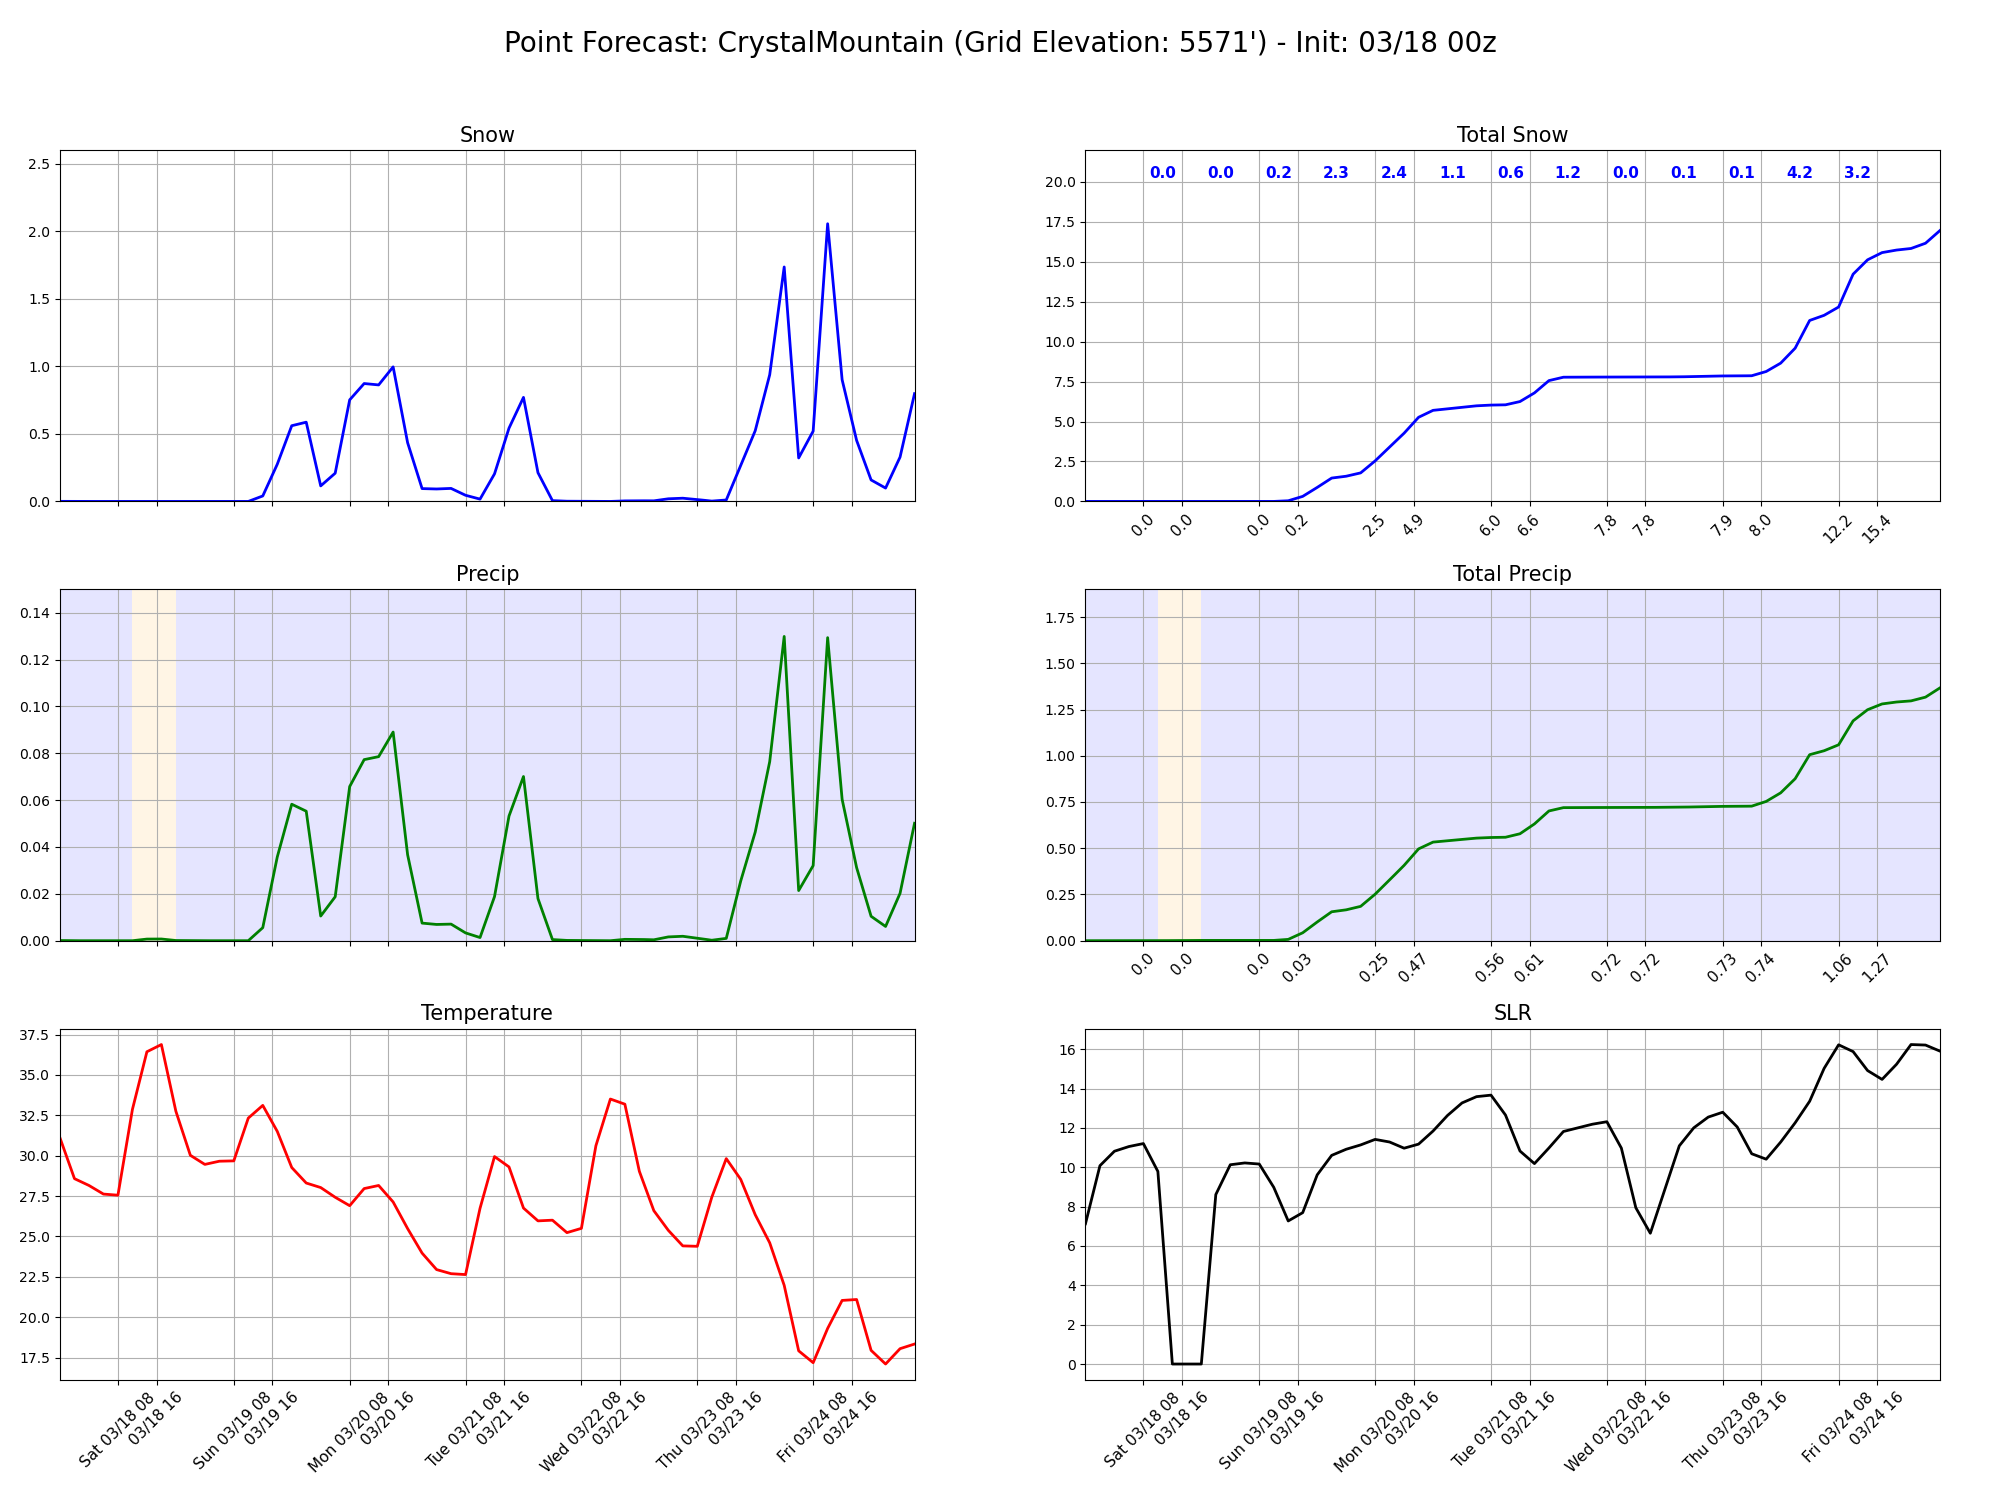 Point Forecast: CrystalMountain (Grid Elevation: 5571') - Init: 03/18 00z
Snow
2.5
2.0
1.5
1.0
0.5
0.0
Total Snow
0.0 0.0 0.2 2.3 2.4 1.1 0.6 1.2 0.0 0.1 0.1 4.2 3.2
20.0
17.5
15.0
12.5
10.0
7.5
5.0
2.5
0.0
0.0 0.0 0.0 0.2 2.5 4.9 6.0 6.6 7.8 7.8 7.9 8.0 12.2 15.4
Precip
0.14
0.12
0.10
0.08
0.06
0.04
0.02
0.00
Total Precip
1.75
1.50
1.25
1.00
0.75
0.50
0.25
0.00
0.0 0.0 0.0 0.03 0.25 0.47 0.56 0.61 0.72 0.72 0.73 0.74 1.06 1.27
Temperature
37.5
35.0
32.5
30.0
27.5
25.0
22.5
20.0
17.5
Sat 03/18 08
03/18 16
Sun 03/19 08
03/19 16
Mon 03/20 08
03/20 16
Tue 03/21 08
03/21 16
Wed 03/22 08
03/22 16
Thu 03/23 08
03/23 16
Fri 03/24 08
03/24 16
SLR
16
14
12
10
8
6
4
2
0
Sat 03/18 08
03/18 16
Sun 03/19 08
03/19 16
Mon 03/20 08
03/20 16
Tue 03/21 08
03/21 16
Wed 03/22 08
03/22 16
Thu 03/23 08
03/23 16
Fri 03/24 08
03/24 16